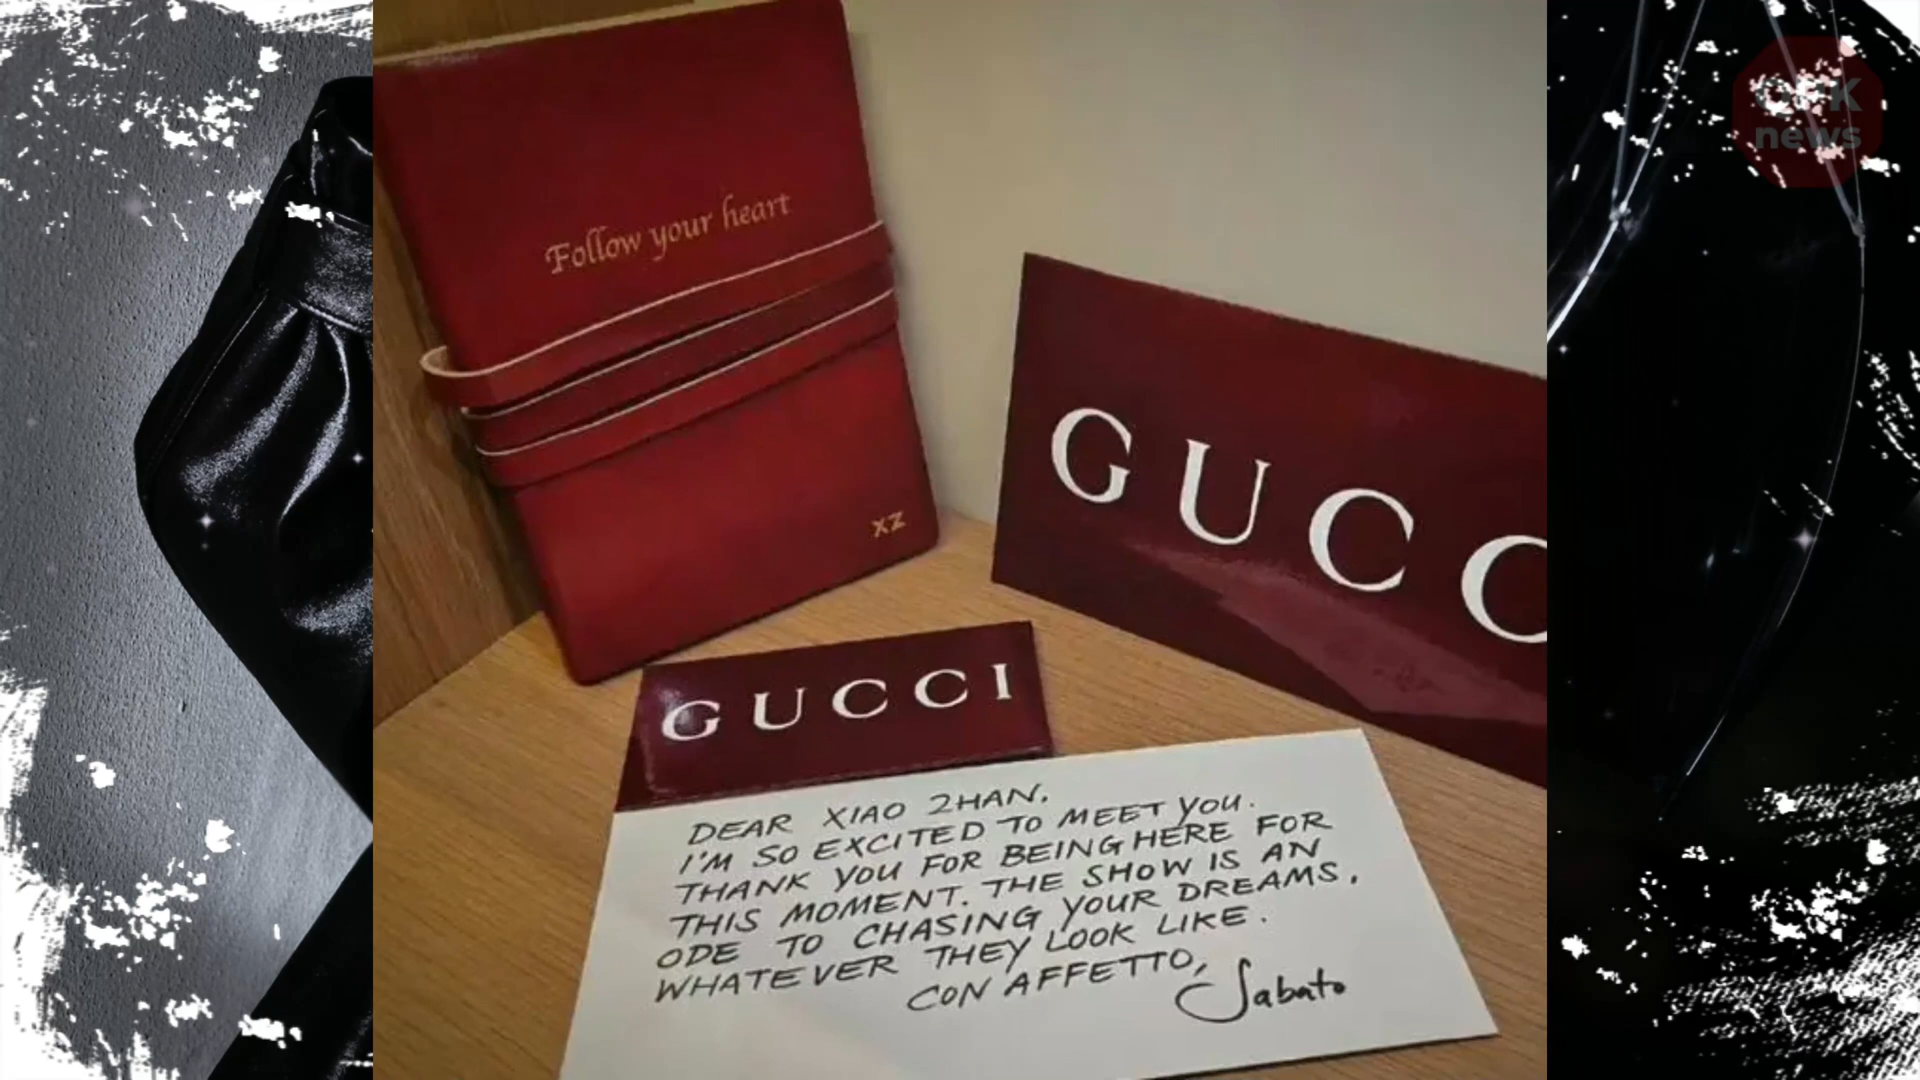 Follow your heart
XZ
GUCC
GUCCI
DEAR XIAO ZHAN,
I'M SO EXCITED TO MEET YOU.
THANK YOU FOR BEING HERE FOR
THIS MOMENT. THE SHOW IS AN
ODE TO CHASING YOUR DREAMS,
WHATEVER THEY LOOK LIKE.
CON AFFETTO,
Sabato
news